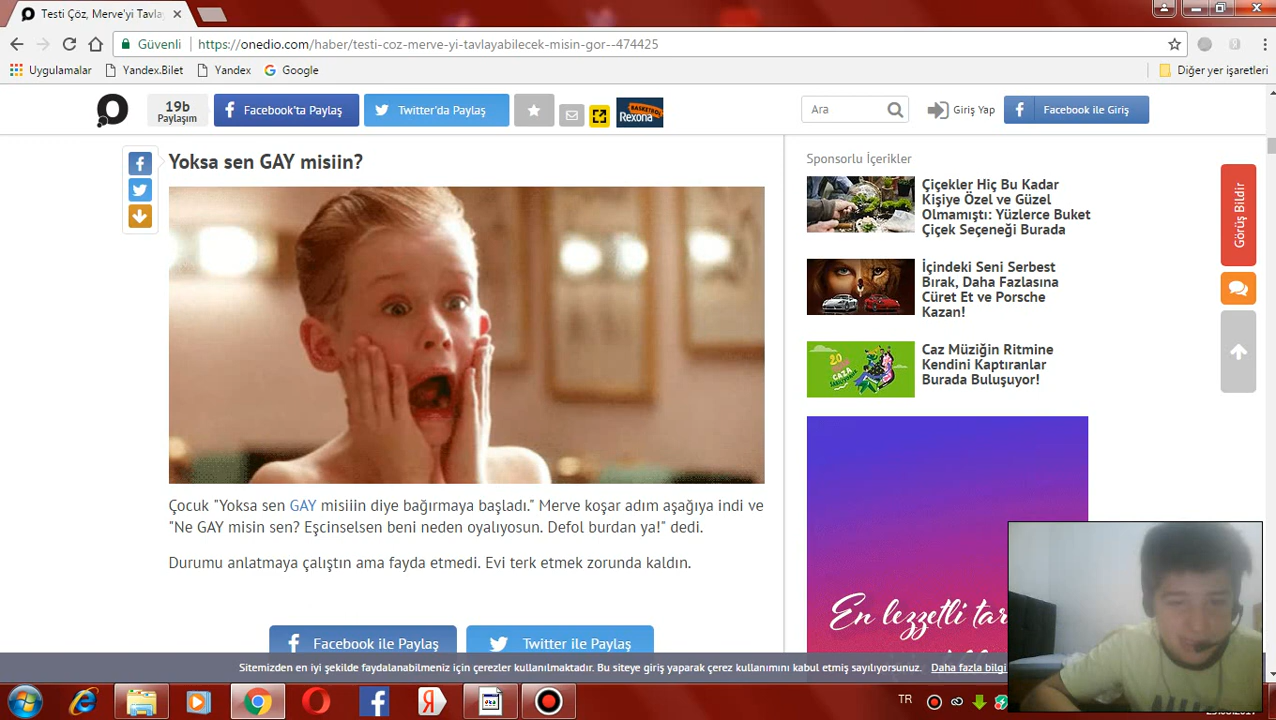 Testi Çöz, Merve'yi Tavla
Güvenli
https://onedio.com/haber/testi-coz-merve-yi-tavlayabilecek-misin-gor--474425
Uygulamalar
Yandex.Bilet
Yandex
Google
Diğer yer işaretleri
19b
Paylaşım
Facebook'ta Paylaş
Twitter'da Paylaş
Rexona
Ara
Giriş Yap
Facebook ile Giriş
Yoksa sen GAY misiin?
Çocuk "Yoksa sen GAY misiiin diye bağırmaya başladı." Merve koşar adım aşağıya indi ve
"Ne GAY misin sen? Eşcinselsen beni neden oyalıyosun. Defol burdan ya!" dedi.
Durumu anlatmaya çalıştın ama fayda etmedi. Evi terk etmek zorunda kaldın.
Facebook ile Paylaş
Twitter ile Paylaş
Sponsorlu İçerikler
Çiçekler Hiç Bu Kadar
Kişiye Özel ve Güzel
Olmamıştı: Yüzlerce Buket
Çiçek Seçeneği Burada
İçindeki Seni Serbest
Bırak, Daha Fazlasına
Cüret Et ve Porsche
Kazan!
Caz Müziğin Ritmine
Kendini Kaptıranlar
Burada Buluşuyor!
En lezzetli tar
Görüş Bildir
Sitemizden en iyi şekilde faydalanabilmeniz için çerezler kullanılmaktadır. Bu siteye giriş yaparak çerez kullanımını kabul etmiş sayılıyorsunuz. Daha fazla bilgi
TR